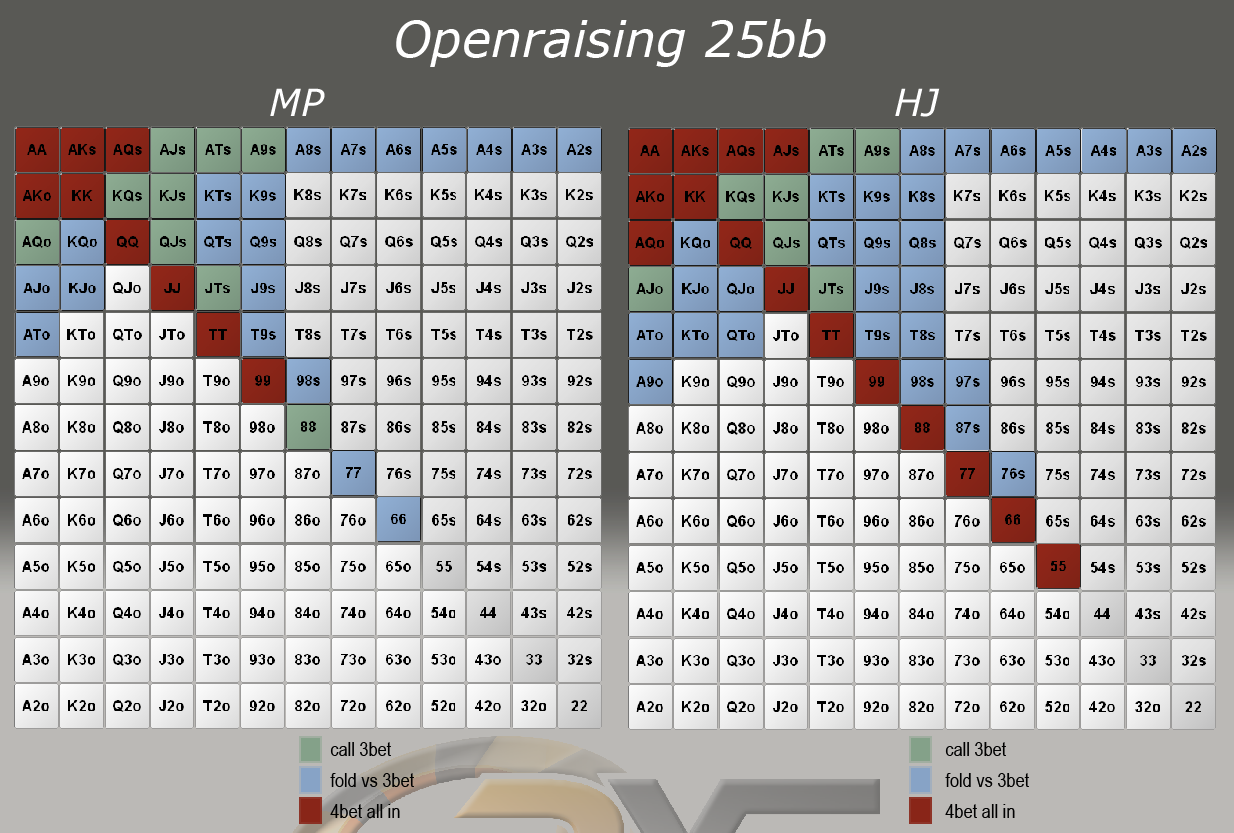 Openraising 25bb
MP
HJ
AA AKs AQs AJs ATs A9s A8s A7s A6s A5s A4s A3s A2s
AKo KK KQs KJs KTs K9s K8s K7s K6s K5s K4s K3s K2s
AQo KQo QQ QJs QTs Q9s Q8s Q7s Q6s Q5s Q4s Q3s Q2s
AJo KJo QJo JJ JTs J9s J8s J7s J6s J5s J4s J3s J2s
ATo KTo QTo JTo TT T9s T8s T7s T6s T5s T4s T3s T2s
A9o K9o Q9o J9o T9o 99 98s 97s 96s 95s 94s 93s 92s
A8o K8o Q8o J8o T8o 98o 88 87s 86s 85s 84s 83s 82s
A7o K7o Q7o J7o T7o 97o 87o 77 76s 75s 74s 73s 72s
A6o K6o Q6o J6o T6o 96o 86o 76o 66 65s 64s 63s 62s
A5o K5o Q5o J5o T5o 95o 85o 75o 65o 55 54s 53s 52s
A4o K4o Q4o J4o T4o 94o 84o 74o 64o 54o 44 43s 42s
A3o K3o Q3o J3o T3o 93o 83o 73o 63o 53o 43o 33 32s
A2o K2o Q2o J2o T2o 92o 82o 72o 62o 52o 42o 32o 22
call 3bet
fold vs 3bet
4bet all in
AA AKs AQs AJs ATs A9s A8s A7s A6s A5s A4s A3s A2s
AKo KK KQs KJs KTs K9s K8s K7s K6s K5s K4s K3s K2s
AQo KQo QQ QJs QTs Q9s Q8s Q7s Q6s Q5s Q4s Q3s Q2s
AJo KJo QJo JJ JTs J9s J8s J7s J6s J5s J4s J3s J2s
ATo KTo QTo JTo TT T9s T8s T7s T6s T5s T4s T3s T2s
A9o K9o Q9o J9o T9o 99 98s 97s 96s 95s 94s 93s 92s
A8o K8o Q8o J8o T8o 98o 88 87s 86s 85s 84s 83s 82s
A7o K7o Q7o J7o T7o 97o 87o 77 76s 75s 74s 73s 72s
A6o K6o Q6o J6o T6o 96o 86o 76o 66 65s 64s 63s 62s
A5o K5o Q5o J5o T5o 95o 85o 75o 65o 55 54s 53s 52s
A4o K4o Q4o J4o T4o 94o 84o 74o 64o 54o 44 43s 42s
A3o K3o Q3o J3o T3o 93o 83o 73o 63o 53o 43o 33 32s
A2o K2o Q2o J2o T2o 92o 82o 72o 62o 52o 42o 32o 22
call 3bet
fold vs 3bet
4bet all in